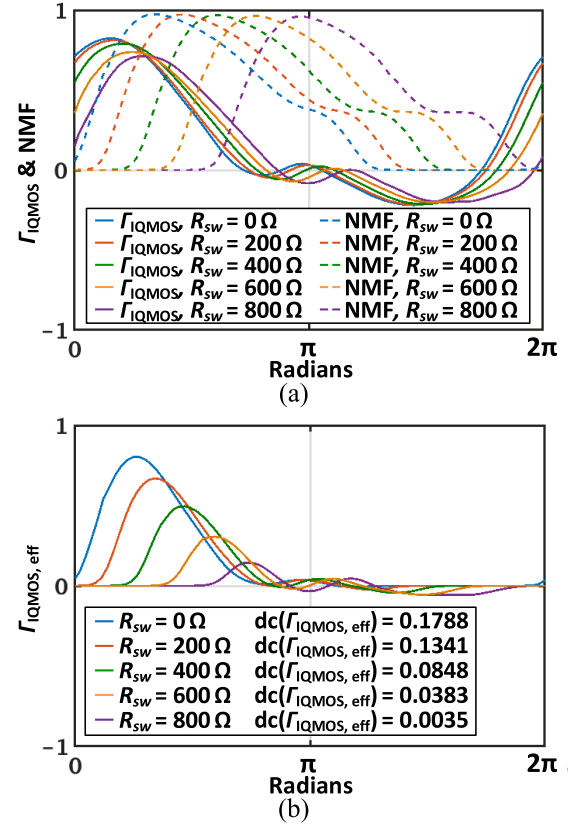 1
Γ_IQMOS & NMF
0
Γ_IQMOS, R_sw = 0 Ω NMF, R_sw = 0 Ω
Γ_IQMOS, R_sw = 200 Ω NMF, R_sw = 200 Ω
Γ_IQMOS, R_sw = 400 Ω NMF, R_sw = 400 Ω
Γ_IQMOS, R_sw = 600 Ω NMF, R_sw = 600 Ω
Γ_IQMOS, R_sw = 800 Ω NMF, R_sw = 800 Ω
−1
0 π 2π
Radians
(a)
1
Γ_IQMOS, eff
0
R_sw = 0 Ω dc(Γ_IQMOS, eff) = 0.1788
R_sw = 200 Ω dc(Γ_IQMOS, eff) = 0.1341
R_sw = 400 Ω dc(Γ_IQMOS, eff) = 0.0848
R_sw = 600 Ω dc(Γ_IQMOS, eff) = 0.0383
R_sw = 800 Ω dc(Γ_IQMOS, eff) = 0.0035
−1
0 π 2π
Radians
(b)